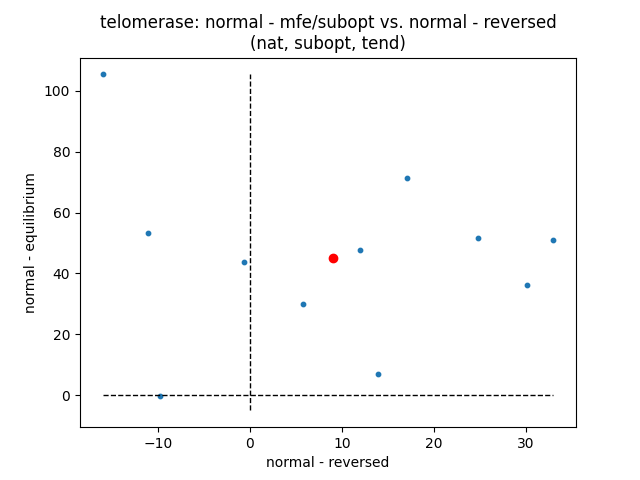 telomerase: normal - mfe/subopt vs. normal - reversed
(nat, subopt, tend)
100
80
60
40
20
0
normal - equilibrium
−10
0
10
20
30
normal - reversed